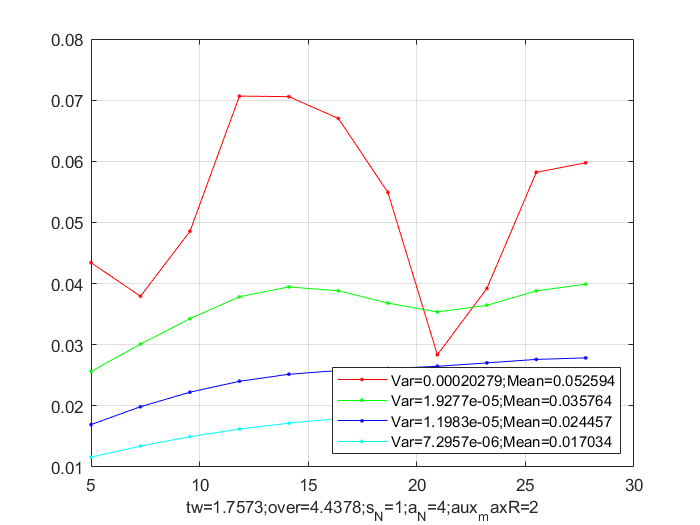 0.08
0.07
0.06
0.05
0.04
0.03
0.02
0.01
Var=0.00020279;Mean=0.052594
Var=1.9277e-05;Mean=0.035764
Var=1.1983e-05;Mean=0.024457
Var=7.2957e-06;Mean=0.017034
5 10 15 20 25 30
tw=1.7573;over=4.4378;s_N=1;a_N=4;aux_maxR=2